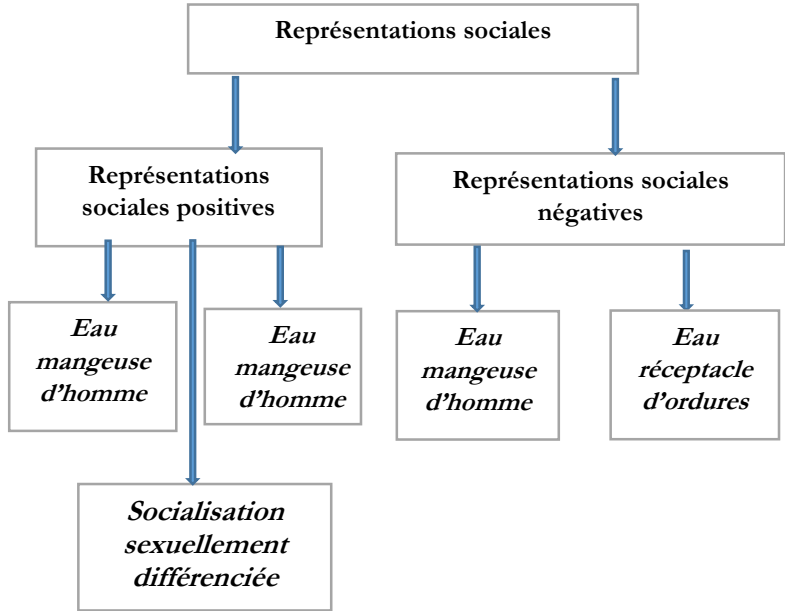 Représentations sociales
Représentations
sociales positives
Représentations sociales
négatives
Eau
mangeuse
d'homme
Eau
mangeuse
d'homme
Eau
mangeuse
d'homme
Eau
réceptacle
d'ordures
Socialisation
sexuellement
différenciée